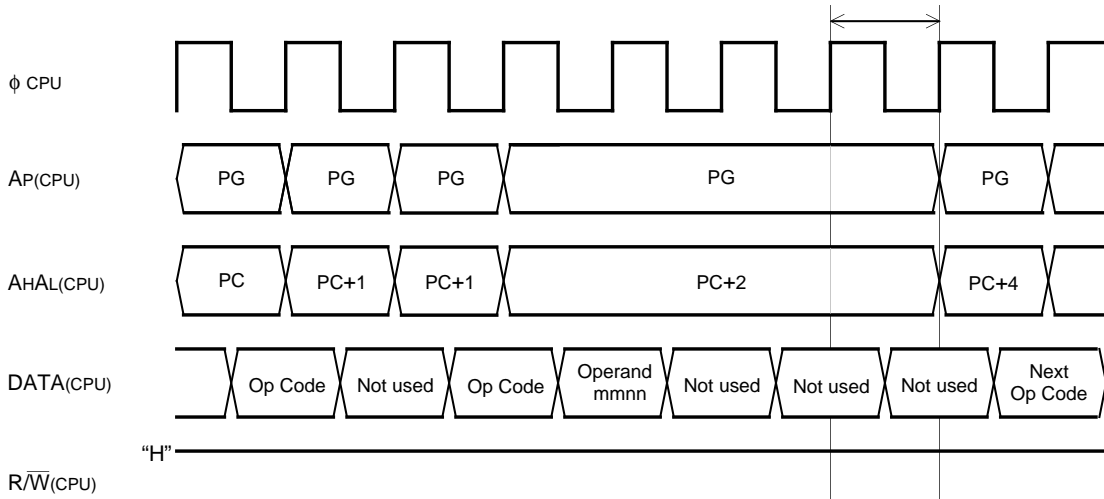 ϕ CPU
AP(CPU) PG PG PG PG PG
AHAL(CPU) PC PC+1 PC+1 PC+2 PC+4
DATA(CPU) Op Code Not used Op Code Operand mmnn Not used Not used Not used Next Op Code
“H”
R/W̅(CPU)